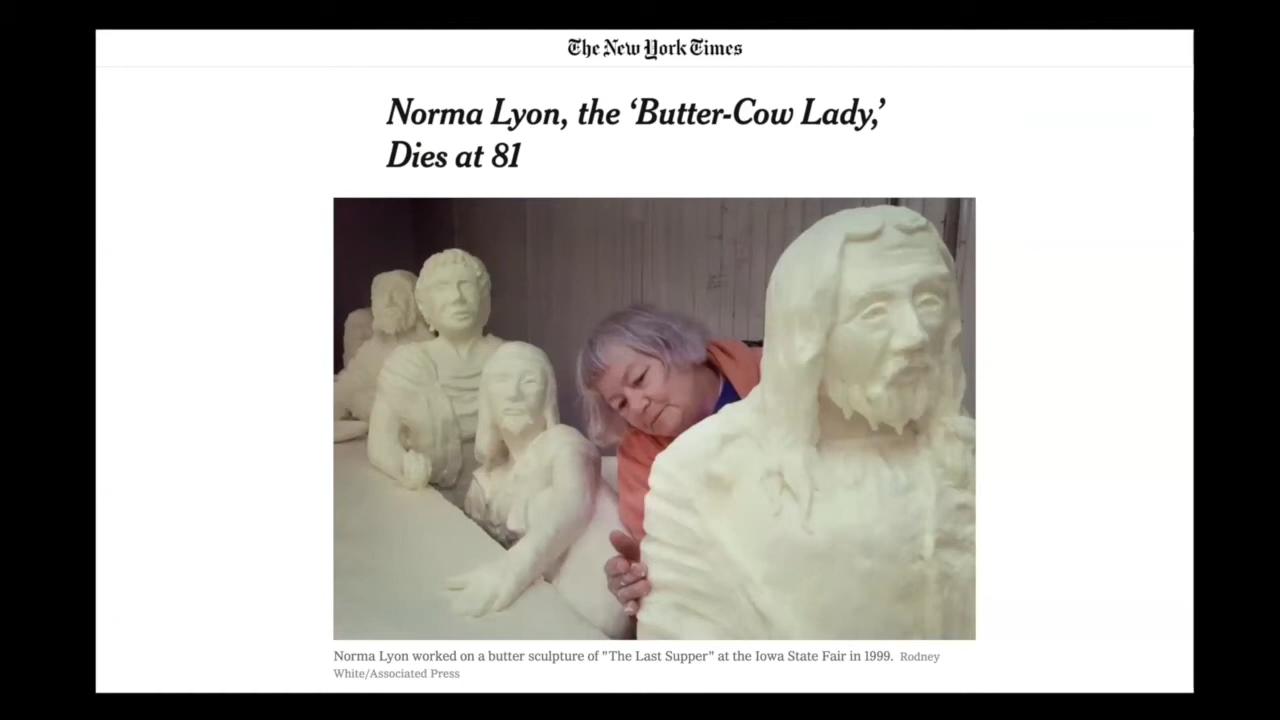 The New York Times
Norma Lyon, the ‘Butter-Cow Lady,’
Dies at 81
Norma Lyon worked on a butter sculpture of "The Last Supper" at the Iowa State Fair in 1999. Rodney
White/Associated Press